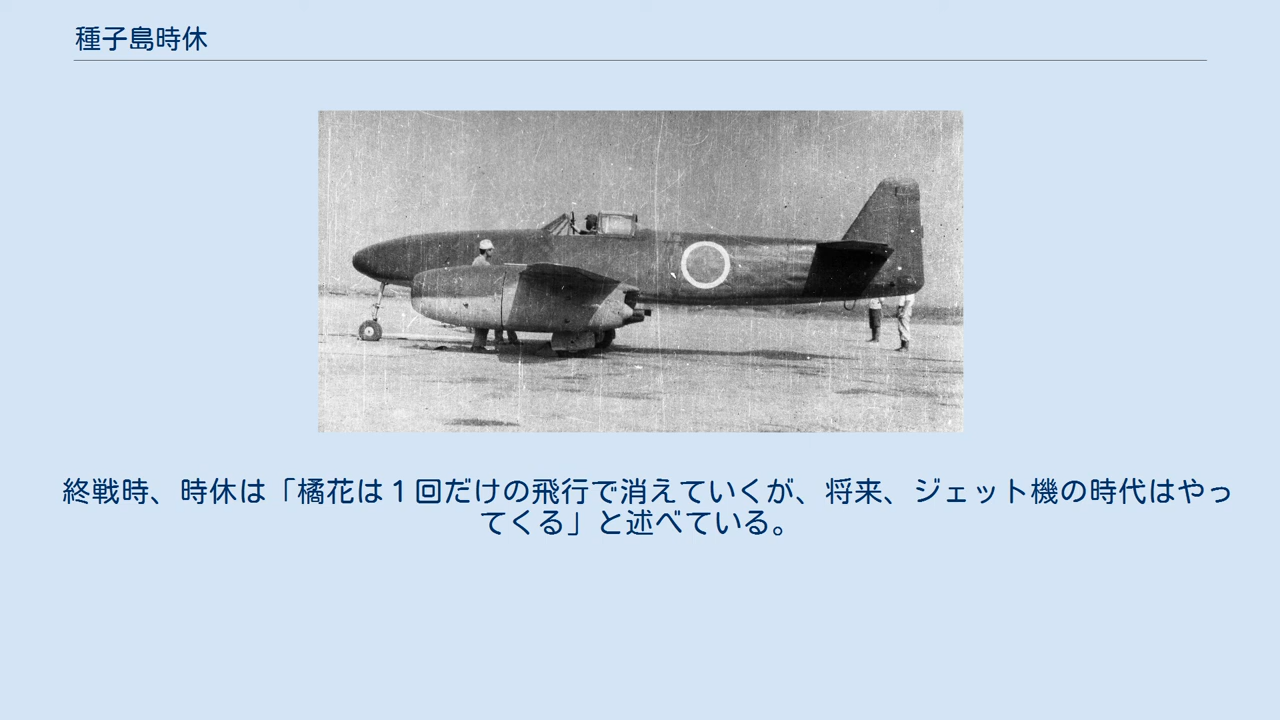 種子島時休
終戦時、時休は「橘花は１回だけの飛行で消えていくが、将来、ジェット機の時代はやっ
てくる」と述べている。